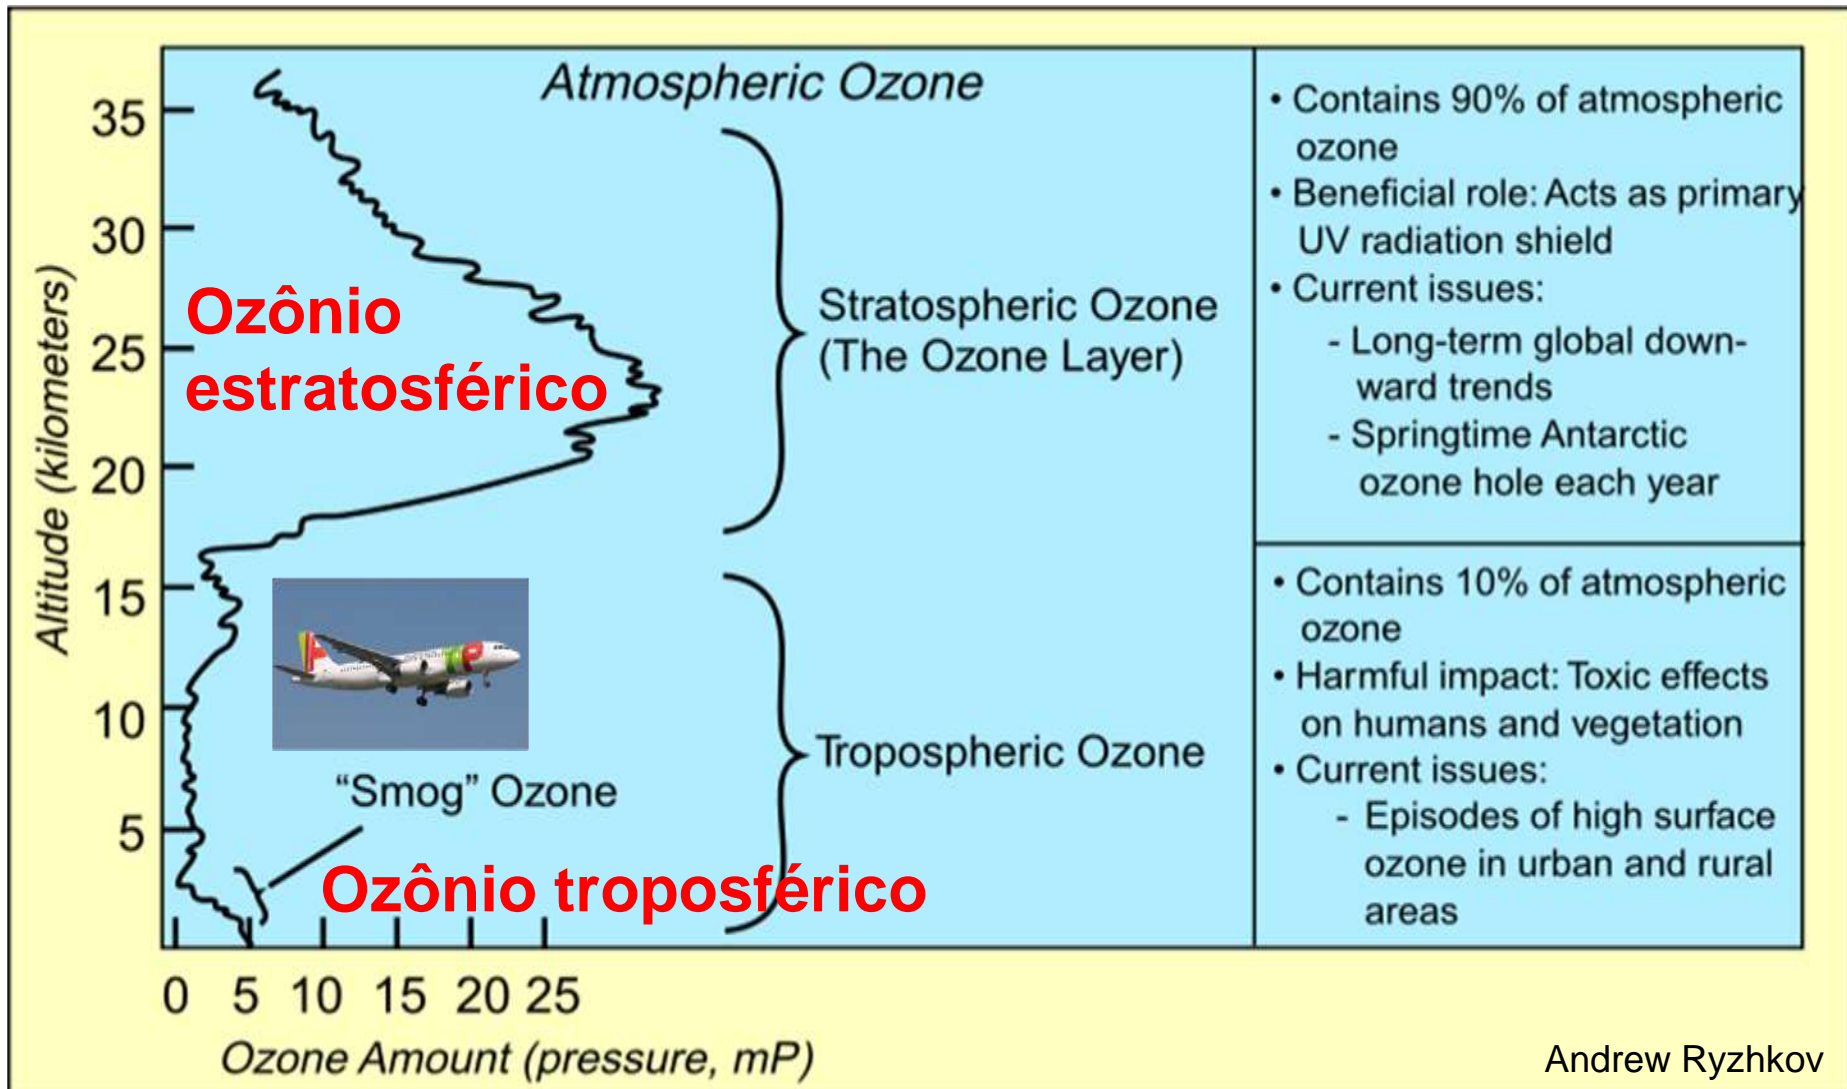 Atmospheric Ozone
35
30
25
20
15
10
5
Altitude (kilometers)
Ozônio
estratosférico
Stratospheric Ozone
(The Ozone Layer)
“Smog” Ozone
Tropospheric Ozone
Ozônio troposférico
0 5 10 15 20 25
Ozone Amount (pressure, mP)
• Contains 90% of atmospheric
ozone
• Beneficial role: Acts as primary
UV radiation shield
• Current issues:
- Long-term global down-
ward trends
- Springtime Antarctic
ozone hole each year
• Contains 10% of atmospheric
ozone
• Harmful impact: Toxic effects
on humans and vegetation
• Current issues:
- Episodes of high surface
ozone in urban and rural
areas
Andrew Ryzhkov